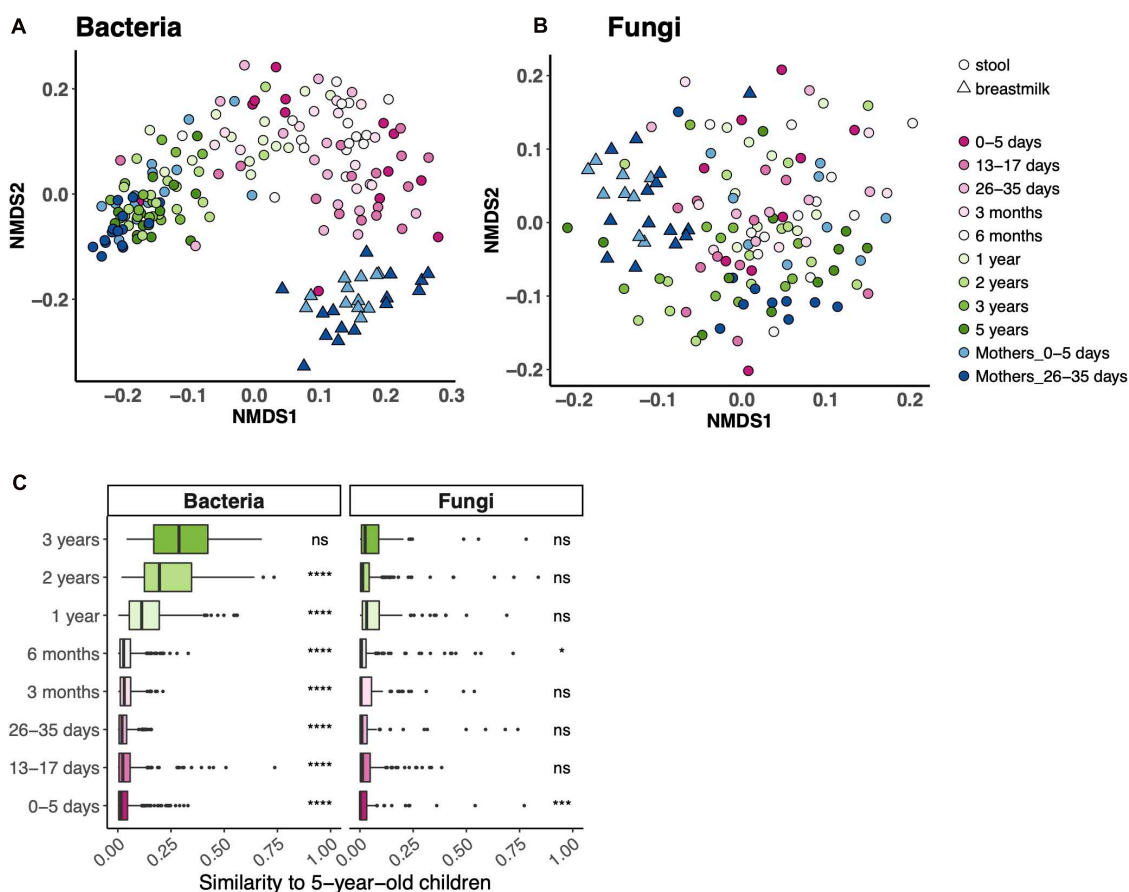 A
Bacteria
B
Fungi
stool
breastmilk
0−5 days
13−17 days
26−35 days
3 months
6 months
1 year
2 years
3 years
5 years
Mothers_0−5 days
Mothers_26−35 days
NMDS2
0.2
0.0
−0.2
−0.2
−0.1
0.0
0.1
0.2
0.3
NMDS1
NMDS2
0.2
0.1
0.0
−0.1
−0.2
−0.2
−0.1
0.0
0.1
0.2
NMDS1
C
Bacteria
Fungi
3 years
ns
ns
2 years
****
ns
1 year
****
ns
6 months
****
*
3 months
****
ns
26−35 days
****
ns
13−17 days
****
ns
0−5 days
****
***
0.00
0.25
0.50
0.75
1.00
0.00
0.25
0.50
0.75
1.00
Similarity to 5−year−old children